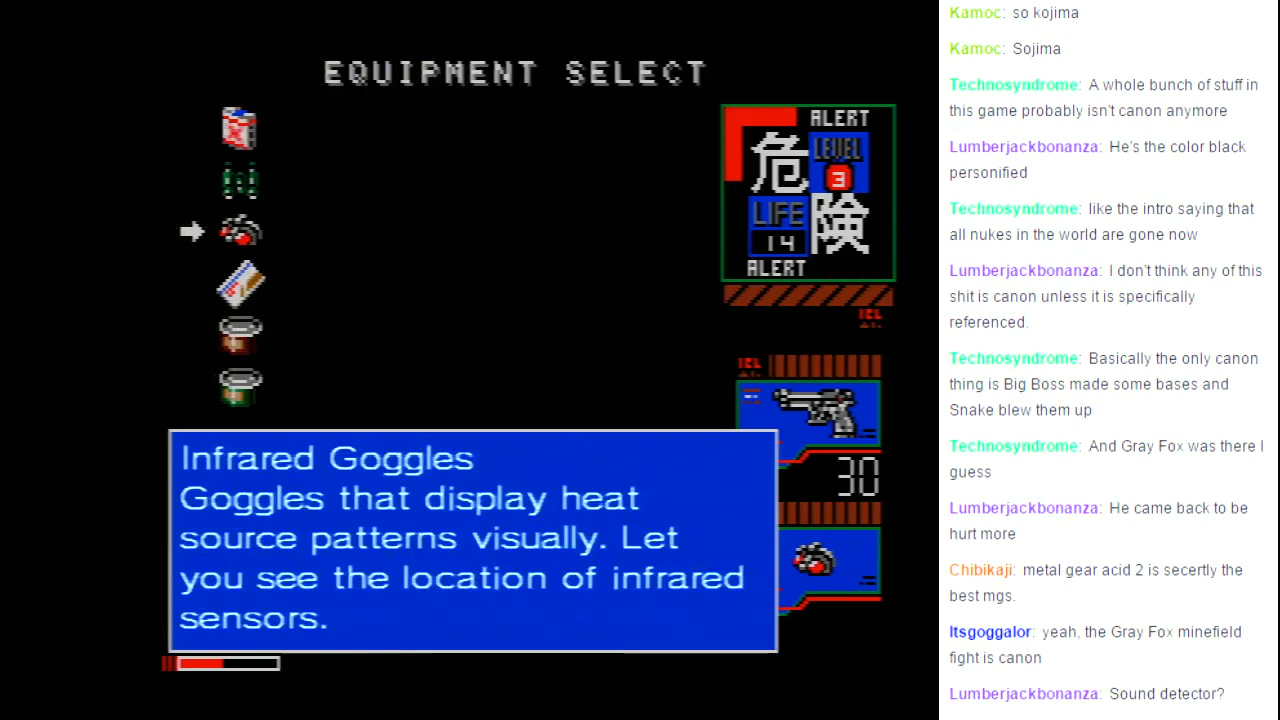 EQUIPMENT SELECT
ALERT
危
LEVEL
3
LIFE
14
険
ALERT
ICL
ICL
30
Infrared Goggles
Goggles that display heat
source patterns visually. Let
you see the location of infrared
sensors.
Kamoc: so kojima
Kamoc: Sojima
Technosyndrome: A whole bunch of stuff in
this game probably isn't canon anymore
Lumberjackbonanza: He's the color black
personified
Technosyndrome: like the intro saying that
all nukes in the world are gone now
Lumberjackbonanza: I don't think any of this
shit is canon unless it is specifically
referenced.
Technosyndrome: Basically the only canon
thing is Big Boss made some bases and
Snake blew them up
Technosyndrome: And Gray Fox was there I
guess
Lumberjackbonanza: He came back to be
hurt more
Chibikaji: metal gear acid 2 is secertly the
best mgs.
Itsgoggalor: yeah, the Gray Fox minefield
fight is canon
Lumberjackbonanza: Sound detector?